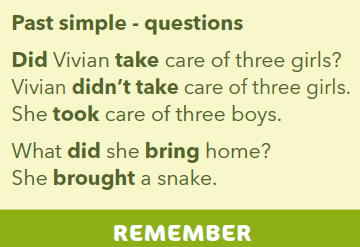 Past simple - questions
Did Vivian take care of three girls?
Vivian didn't take care of three girls.
She took care of three boys.
What did she bring home?
She brought a snake.
REMEMBER